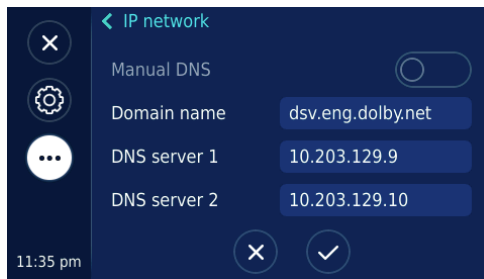 IP network
Manual DNS
Domain name dsv.eng.dolby.net
DNS server 1 10.203.129.9
DNS server 2 10.203.129.10
11:35 pm